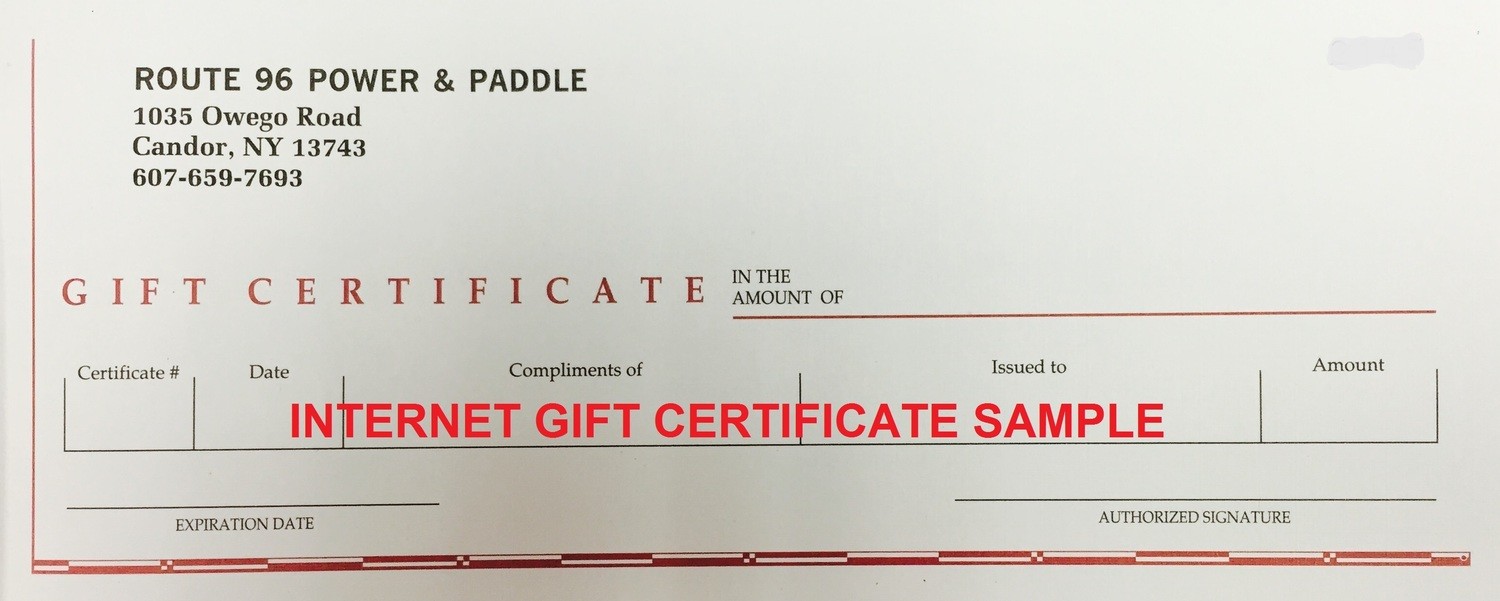 ROUTE 96 POWER & PADDLE
1035 Owego Road
Candor, NY 13743
607-659-7693
GIFT CERTIFICATE IN THE
AMOUNT OF
Certificate # Date Compliments of Issued to Amount
INTERNET GIFT CERTIFICATE SAMPLE
EXPIRATION DATE AUTHORIZED SIGNATURE